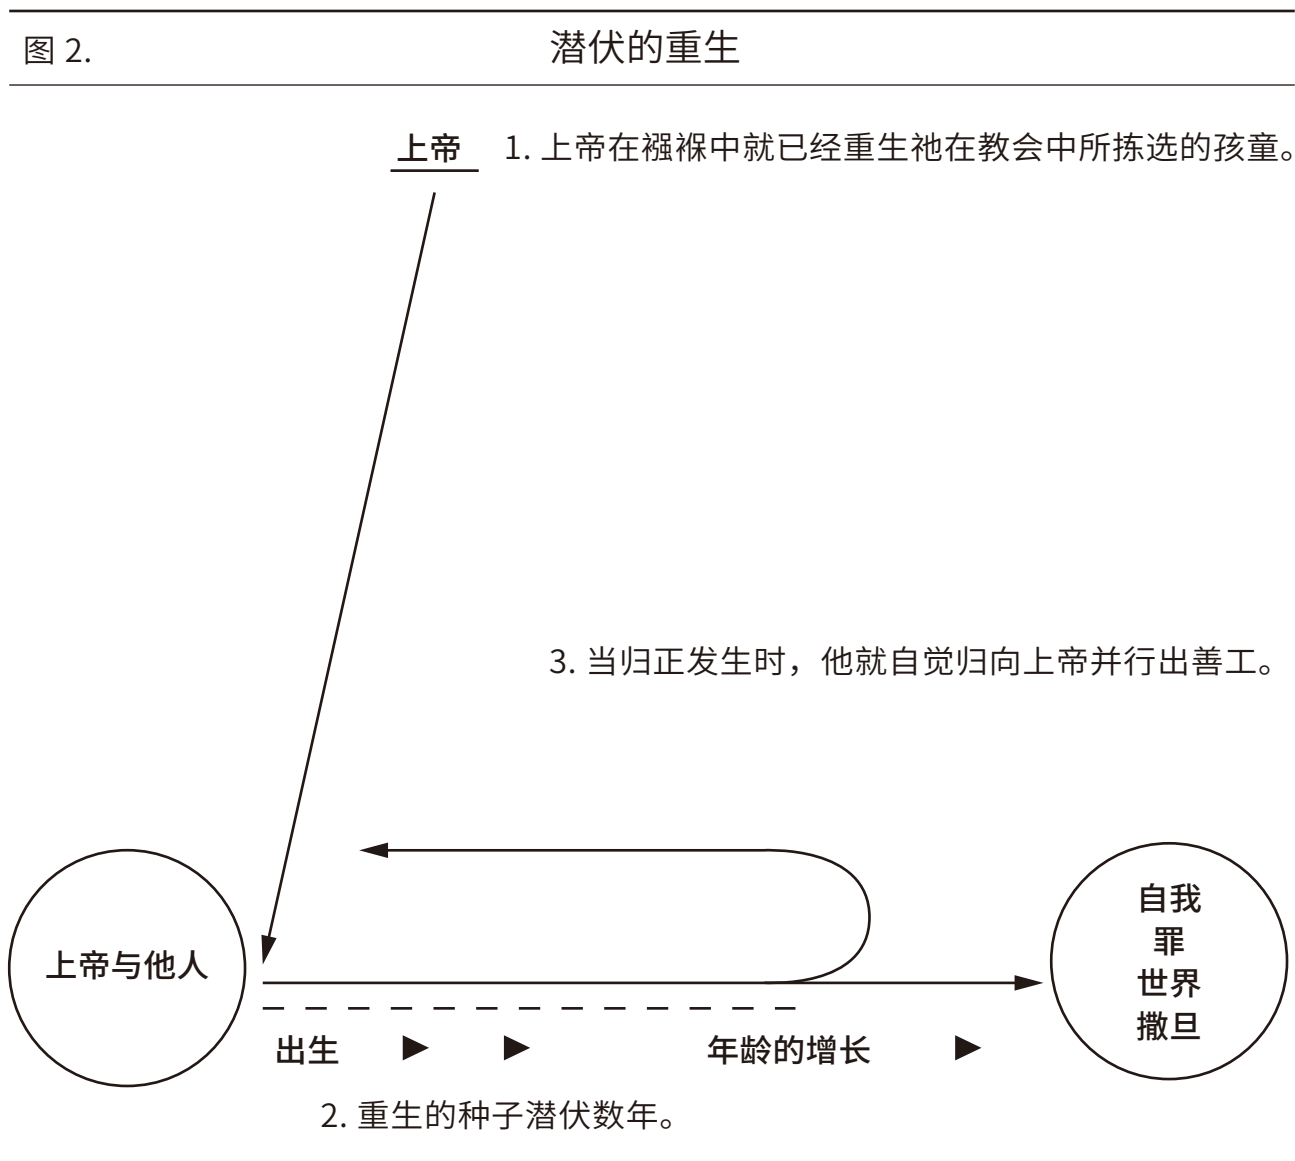 图 2.
潜伏的重生
上帝
1. 上帝在襁褓中就已经重生祂在教会中所拣选的孩童。
3. 当归正发生时，他就自觉归向上帝并行出善工。
上帝与他人
自我
罪
世界
撒旦
出生
年龄的增长
2. 重生的种子潜伏数年。